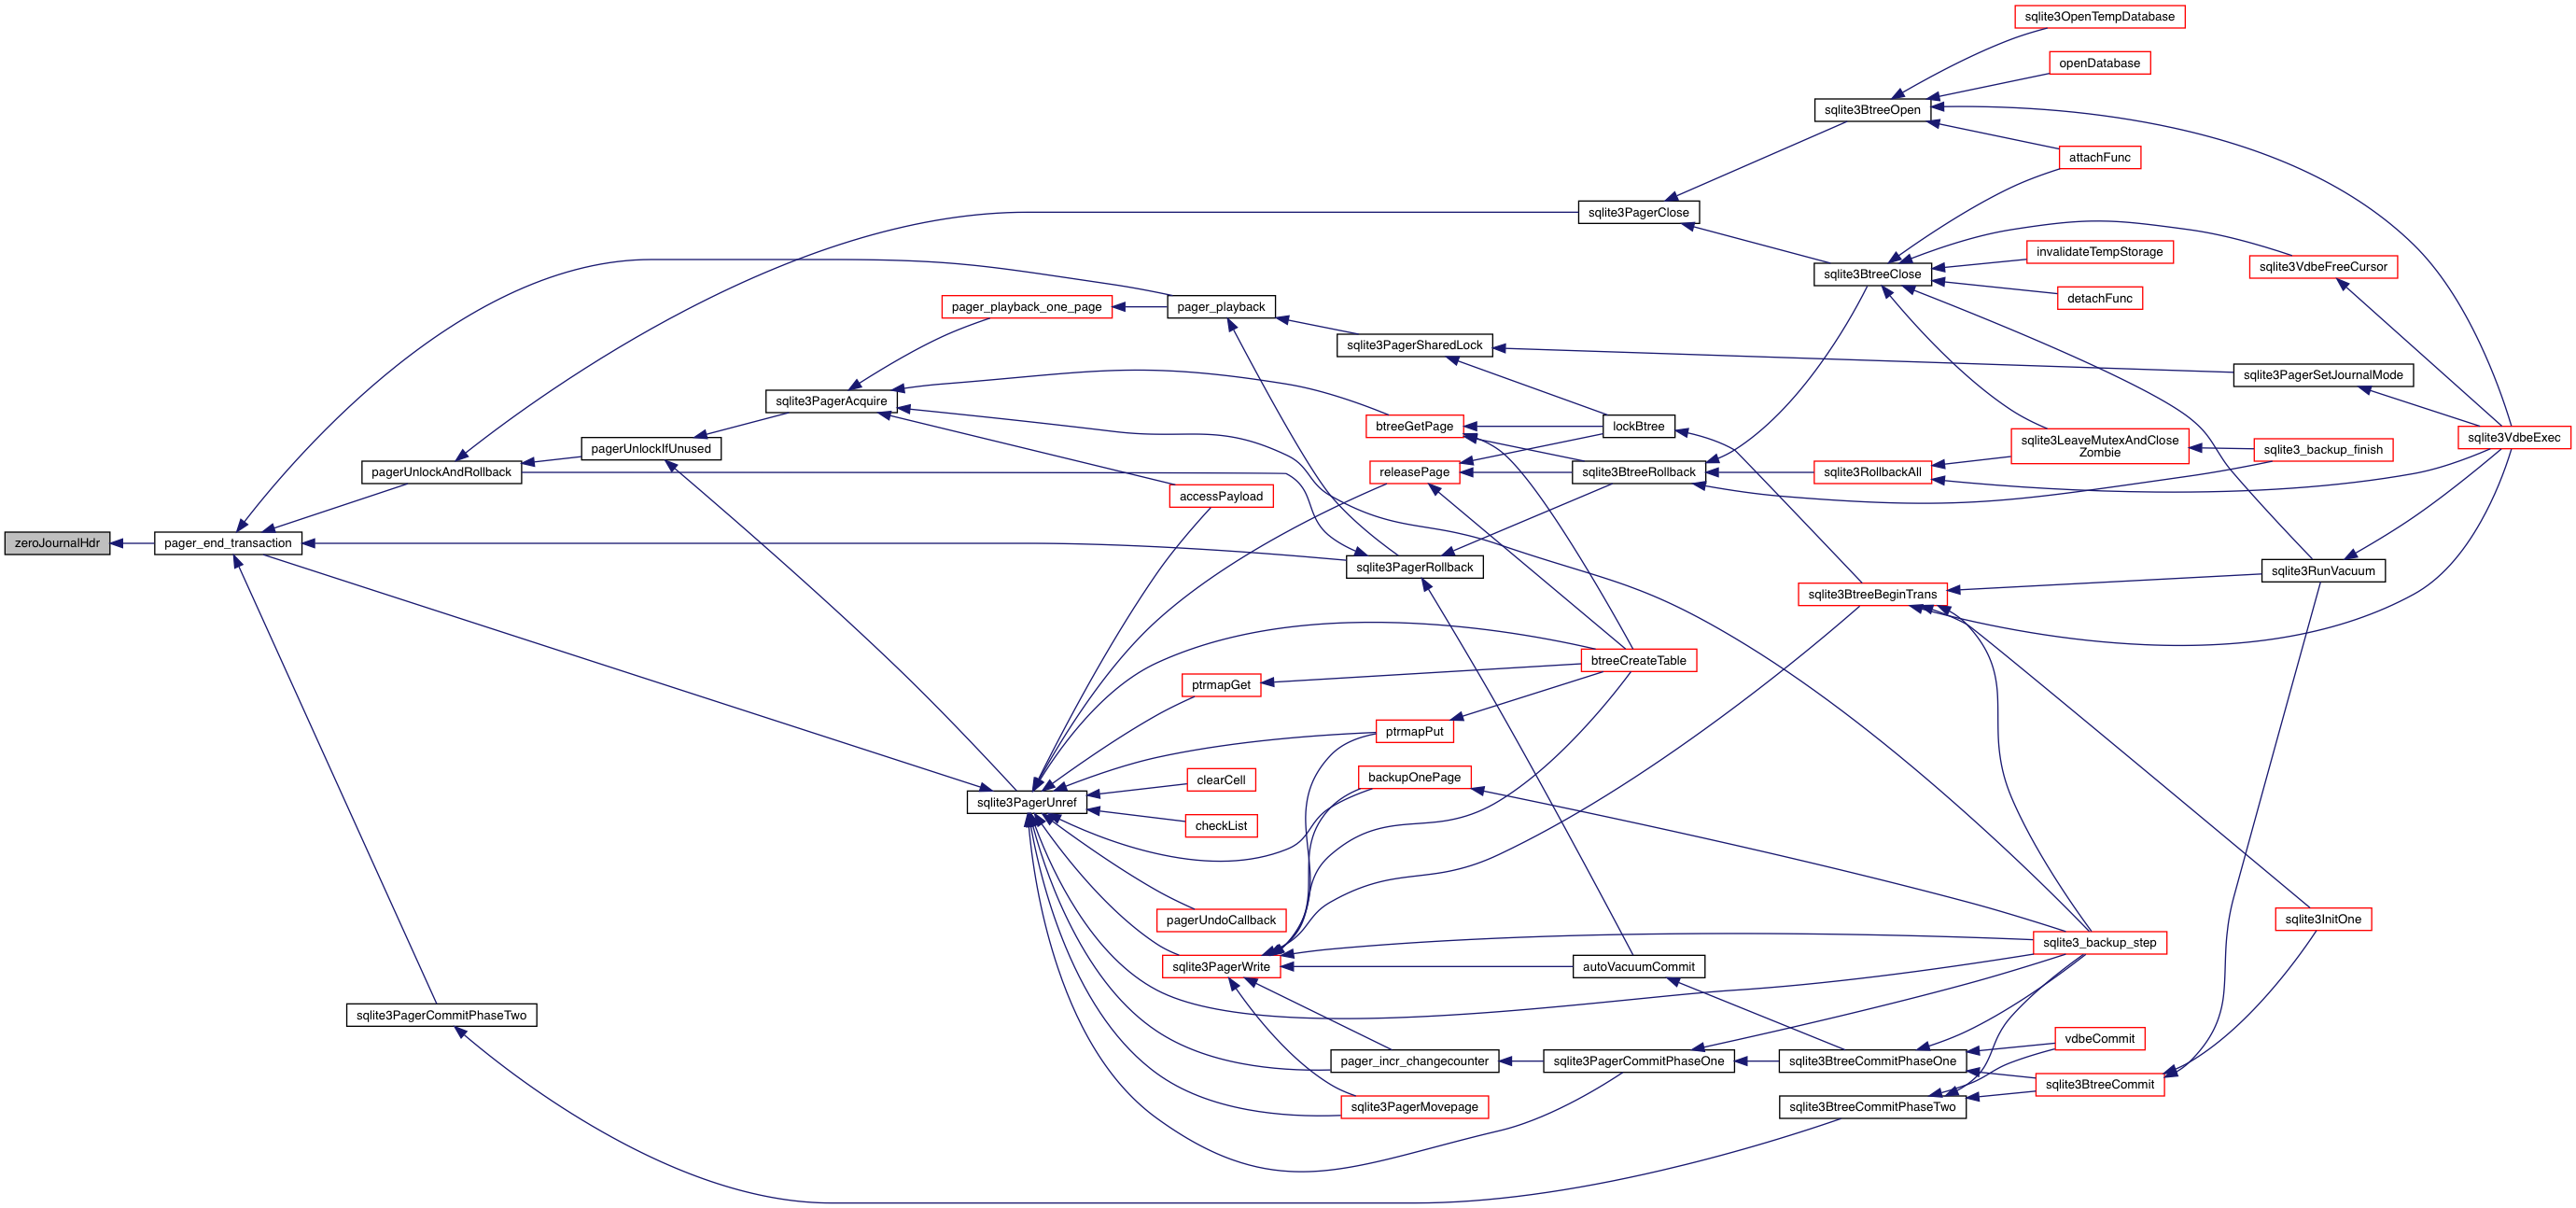 sqlite3OpenTempDatabase
openDatabase
sqlite3BtreeOpen
attachFunc
sqlite3PagerClose
invalidateTempStorage
sqlite3VdbeFreeCursor
sqlite3BtreeClose
detachFunc
pager_playback_one_page
pager_playback
sqlite3PagerSharedLock
sqlite3PagerSetJournalMode
sqlite3PagerAcquire
btreeGetPage
lockBtree
sqlite3VdbeExec
pagerUnlockIfUnused
sqlite3LeaveMutexAndClose
Zombie
sqlite3_backup_finish
pagerUnlockAndRollback
releasePage
sqlite3BtreeRollback
sqlite3RollbackAll
accessPayload
zeroJournalHdr
pager_end_transaction
sqlite3PagerRollback
sqlite3RunVacuum
sqlite3BtreeBeginTrans
btreeCreateTable
ptrmapGet
ptrmapPut
backupOnePage
clearCell
sqlite3PagerUnref
checkList
pagerUndoCallback
sqlite3InitOne
sqlite3_backup_step
sqlite3PagerWrite
autoVacuumCommit
sqlite3PagerCommitPhaseTwo
vdbeCommit
pager_incr_changecounter
sqlite3PagerCommitPhaseOne
sqlite3BtreeCommitPhaseOne
sqlite3BtreeCommit
sqlite3PagerMovepage
sqlite3BtreeCommitPhaseTwo